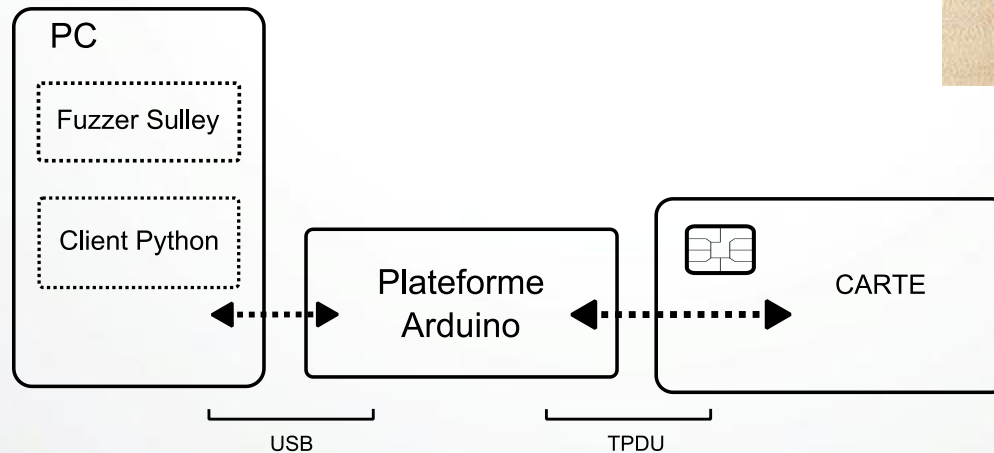 PC
Fuzzer Sulley
Client Python
Plateforme
Arduino
CARTE
USB
TPDU